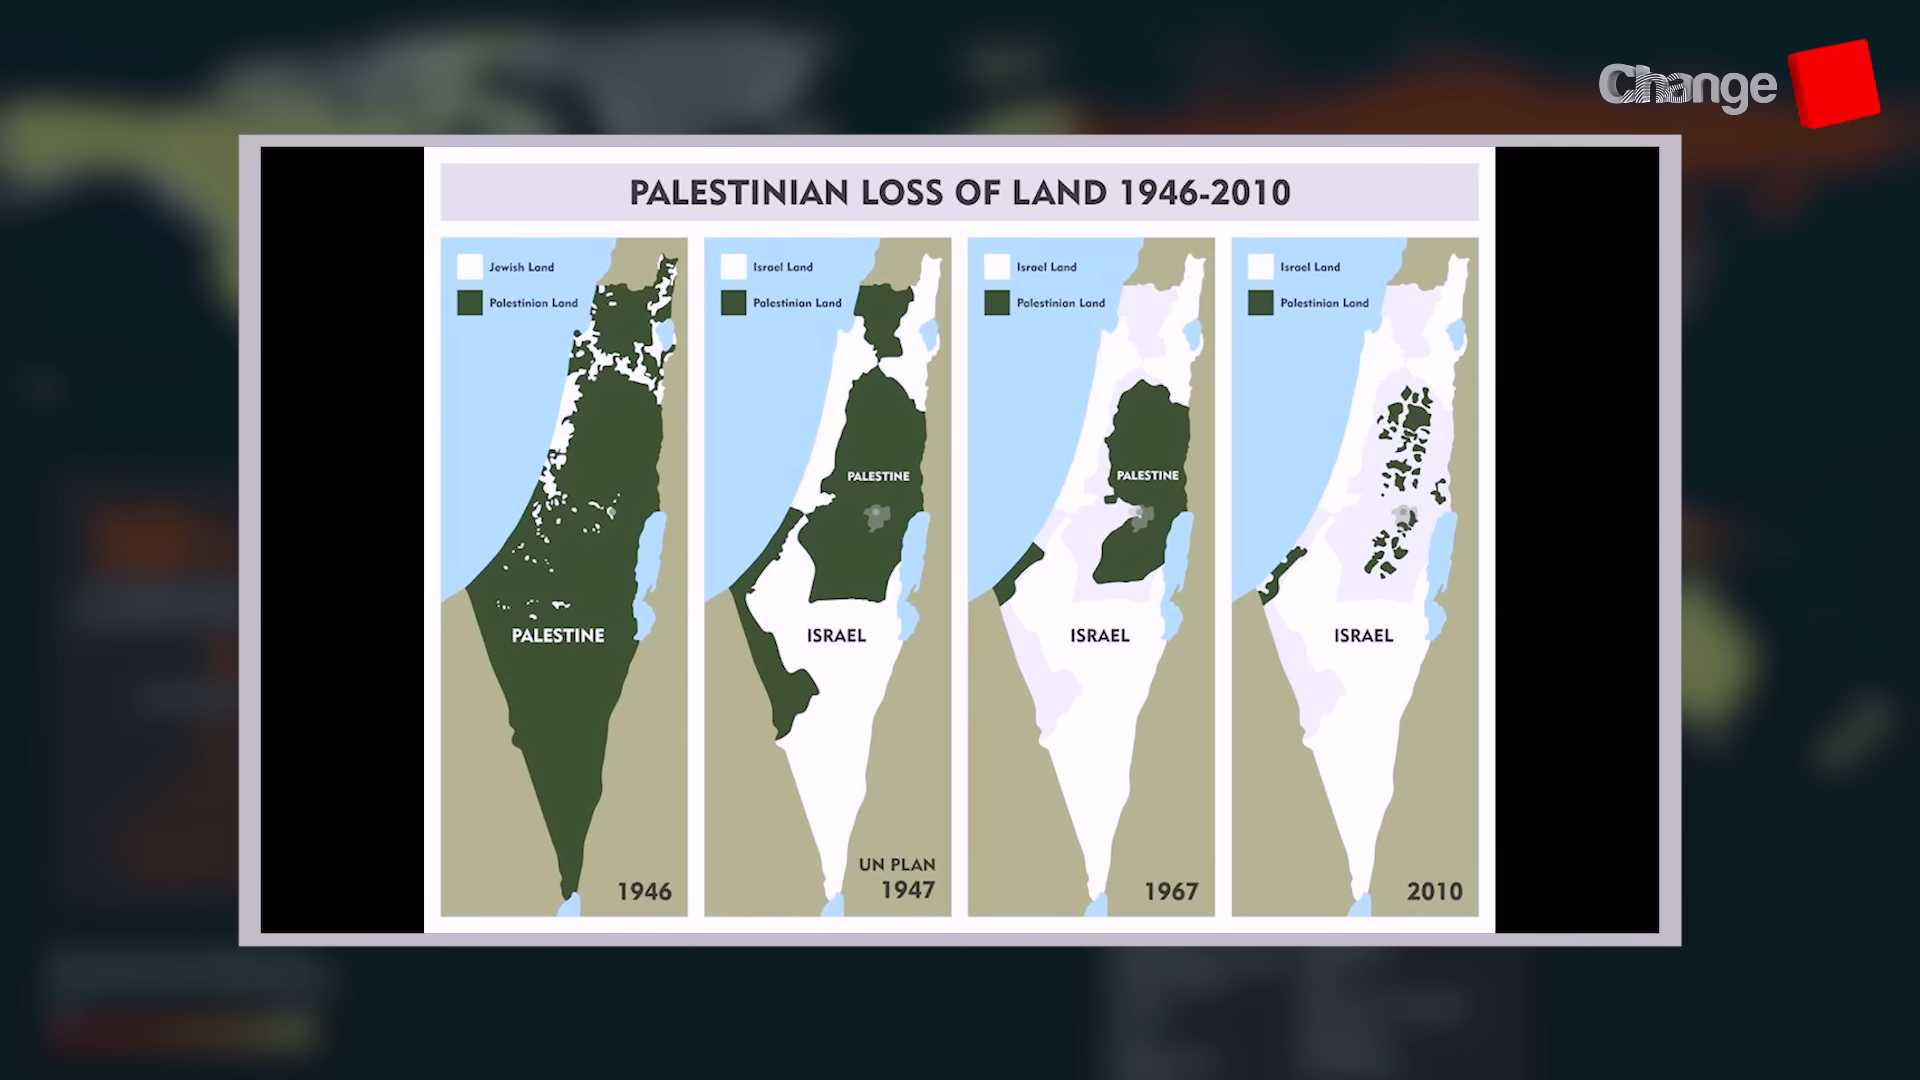 Change
PALESTINIAN LOSS OF LAND 1946-2010
Jewish Land
Palestinian Land
PALESTINE
1946
Israel Land
Palestinian Land
PALESTINE
ISRAEL
UN PLAN
1947
Israel Land
Palestinian Land
PALESTINE
ISRAEL
1967
Israel Land
Palestinian Land
ISRAEL
2010